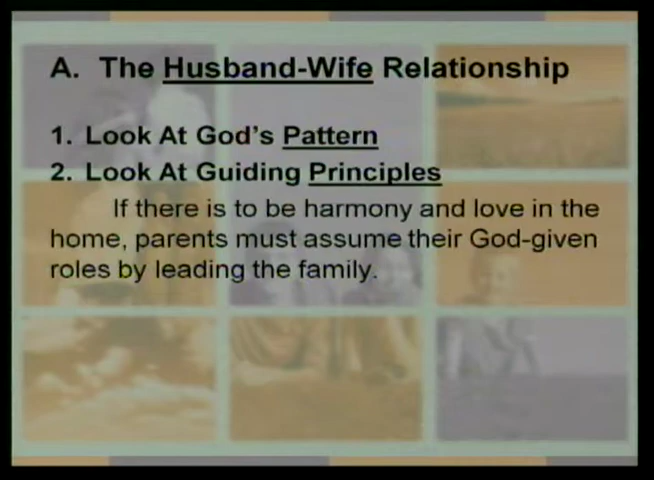 A. The Husband-Wife Relationship
1. Look At God's Pattern
2. Look At Guiding Principles
If there is to be harmony and love in the
home, parents must assume their God-given
roles by leading the family.